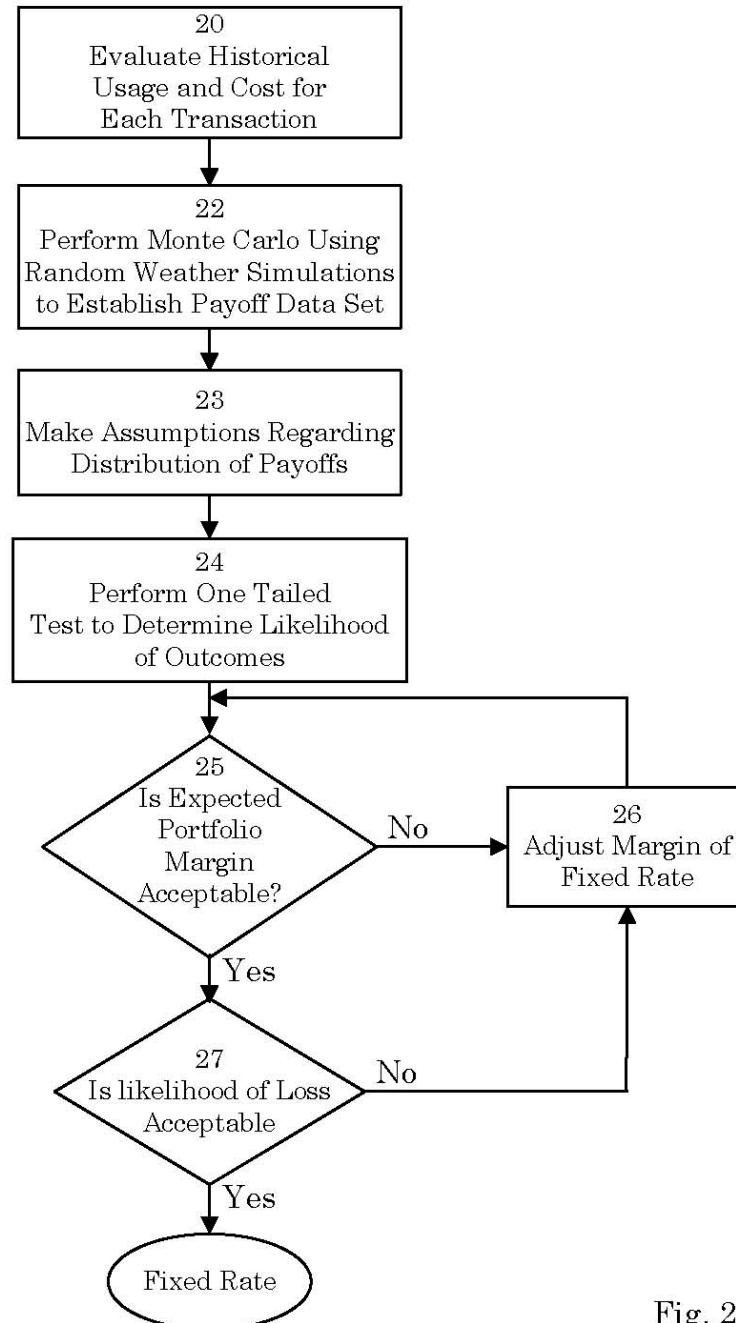 20
Evaluate Historical
Usage and Cost for
Each Transaction
22
Perform Monte Carlo Using
Random Weather Simulations
to Establish Payoff Data Set
23
Make Assumptions Regarding
Distribution of Payoffs
24
Perform One Tailed
Test to Determine Likelihood
of Outcomes
25
Is Expected
Portfolio
Margin
Acceptable?
No
26
Adjust Margin of
Fixed Rate
Yes
27
Is likelihood of Loss
Acceptable
No
Yes
Fixed Rate
Fig. 2